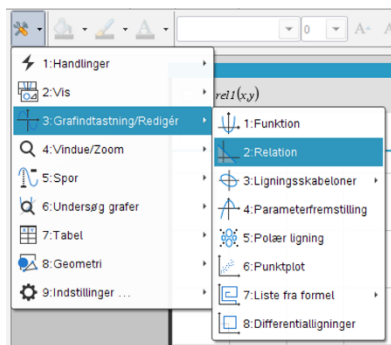 0
A
1:Handlinger
2:Vis
rel1(x,y)
3:Grafindtastning/Redigér
1:Funktion
2:Relation
4:Vindue/Zoom
3:Ligningsskabeloner
5:Spor
4:Parameterfremstilling
6:Undersøg grafer
5:Polær ligning
7:Tabel
6:Punktplot
8:Geometri
7:Liste fra formel
9:Indstillinger ...
8:Differentialligninger